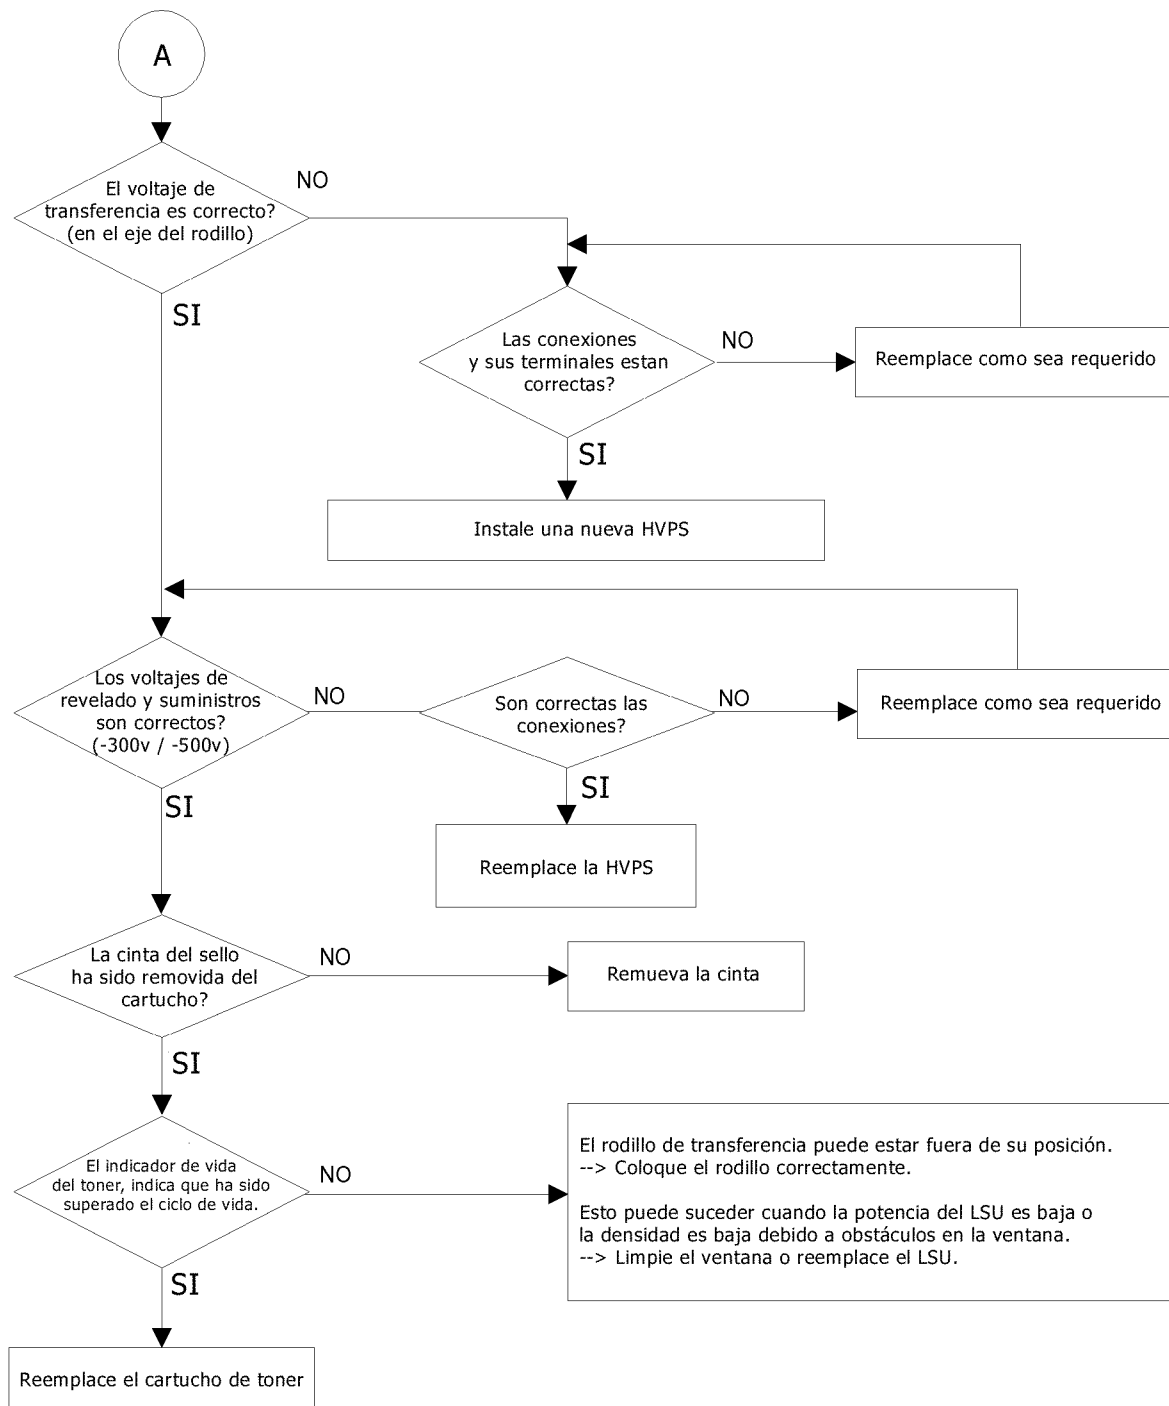 A
El voltaje de
transferencia es correcto?
(en el eje del rodillo)
NO
SI
Las conexiones
y sus terminales estan
correctas?
NO
Reemplace como sea requerido
SI
Instale una nueva HVPS
Los voltajes de
revelado y suministros
son correctos?
(-300v / -500v)
NO
Son correctas las
conexiones?
NO
Reemplace como sea requerido
SI
SI
Reemplace la HVPS
La cinta del sello
ha sido removida del
cartucho?
NO
Remueva la cinta
SI
El indicador de vida
del toner, indica que ha sido
superado el ciclo de vida.
NO
El rodillo de transferencia puede estar fuera de su posición.
--> Coloque el rodillo correctamente.
Esto puede suceder cuando la potencia del LSU es baja o
la densidad es baja debido a obstáculos en la ventana.
--> Limpie el ventana o reemplace el LSU.
SI
Reemplace el cartucho de toner